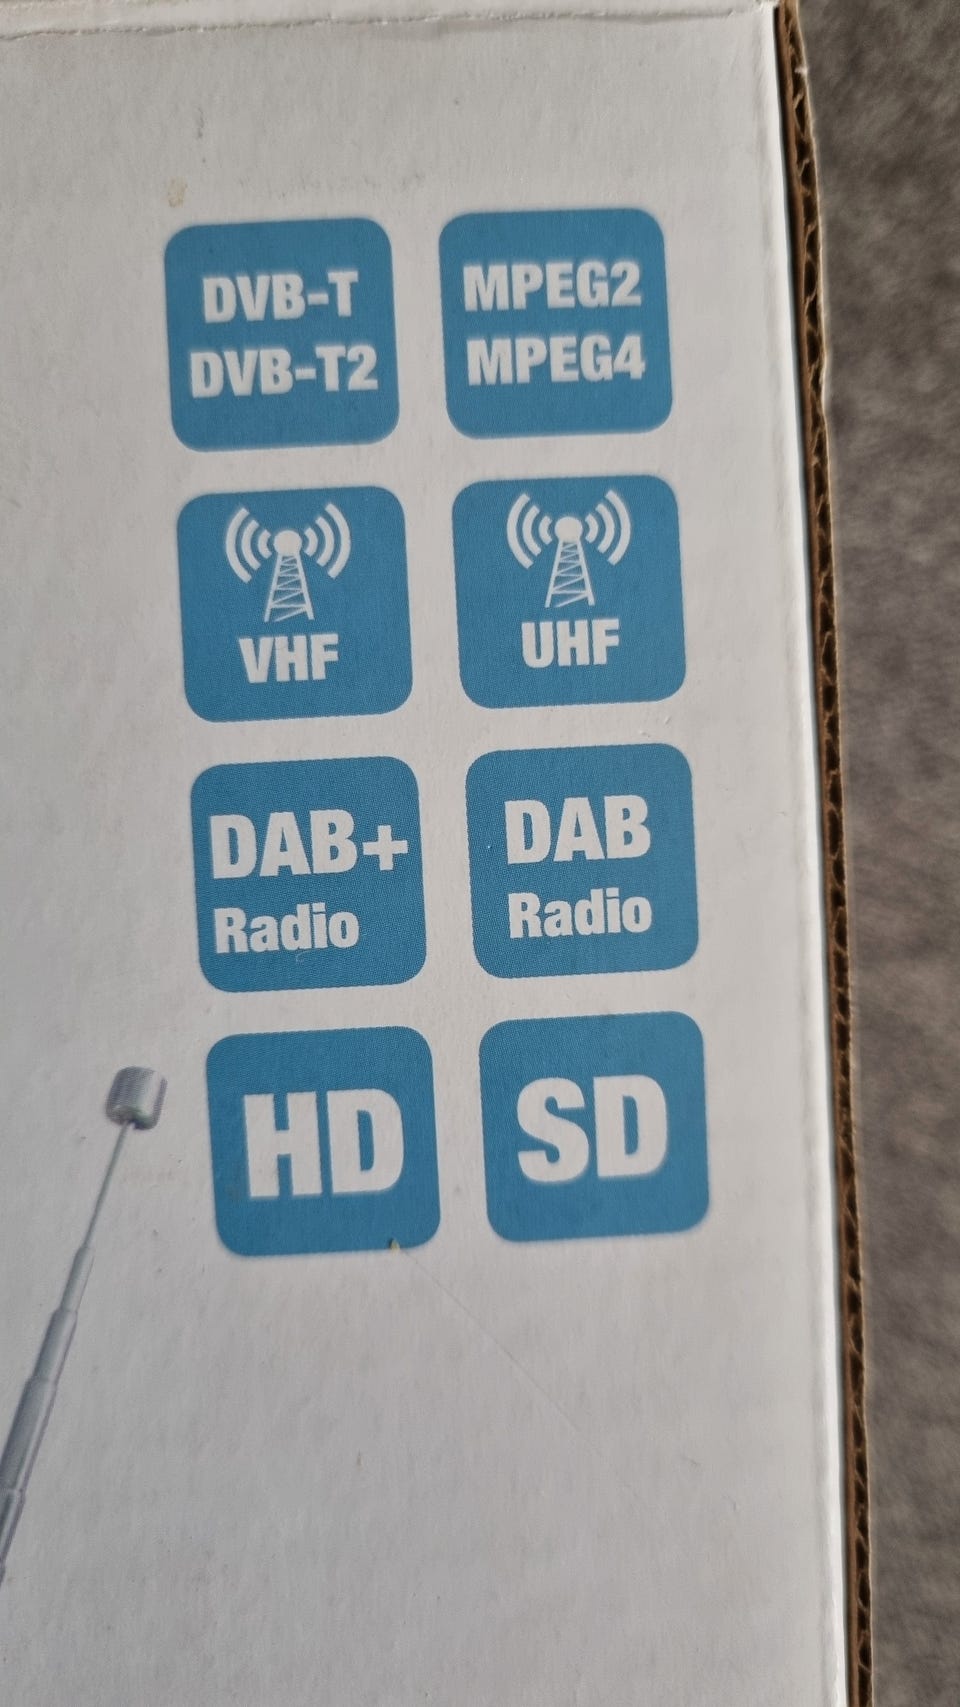 DVB-T
DVB-T2
MPEG2
MPEG4
VHF
UHF
DAB+
Radio
DAB
Radio
HD
SD